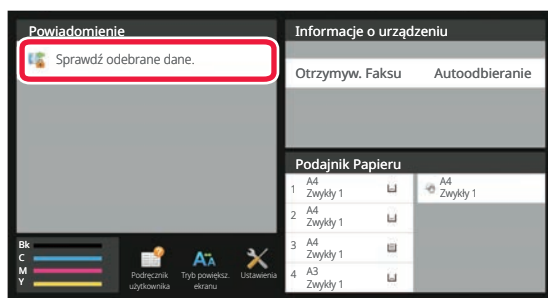 Powiadomienie
Sprawdź odebrane dane.
Informacje o urządzeniu
Otrzymyw. Faksu Autoodbieranie
Podajnik Papieru
1 A4
Zwykły 1
A4
Zwykły 1
2 A4
Zwykły 1
3 A4
Zwykły 1
4 A3
Zwykły 1
Bk
C
M
Y
Podręcznik
użytkownika
Tryb powiększ.
ekranu
Ustawienia